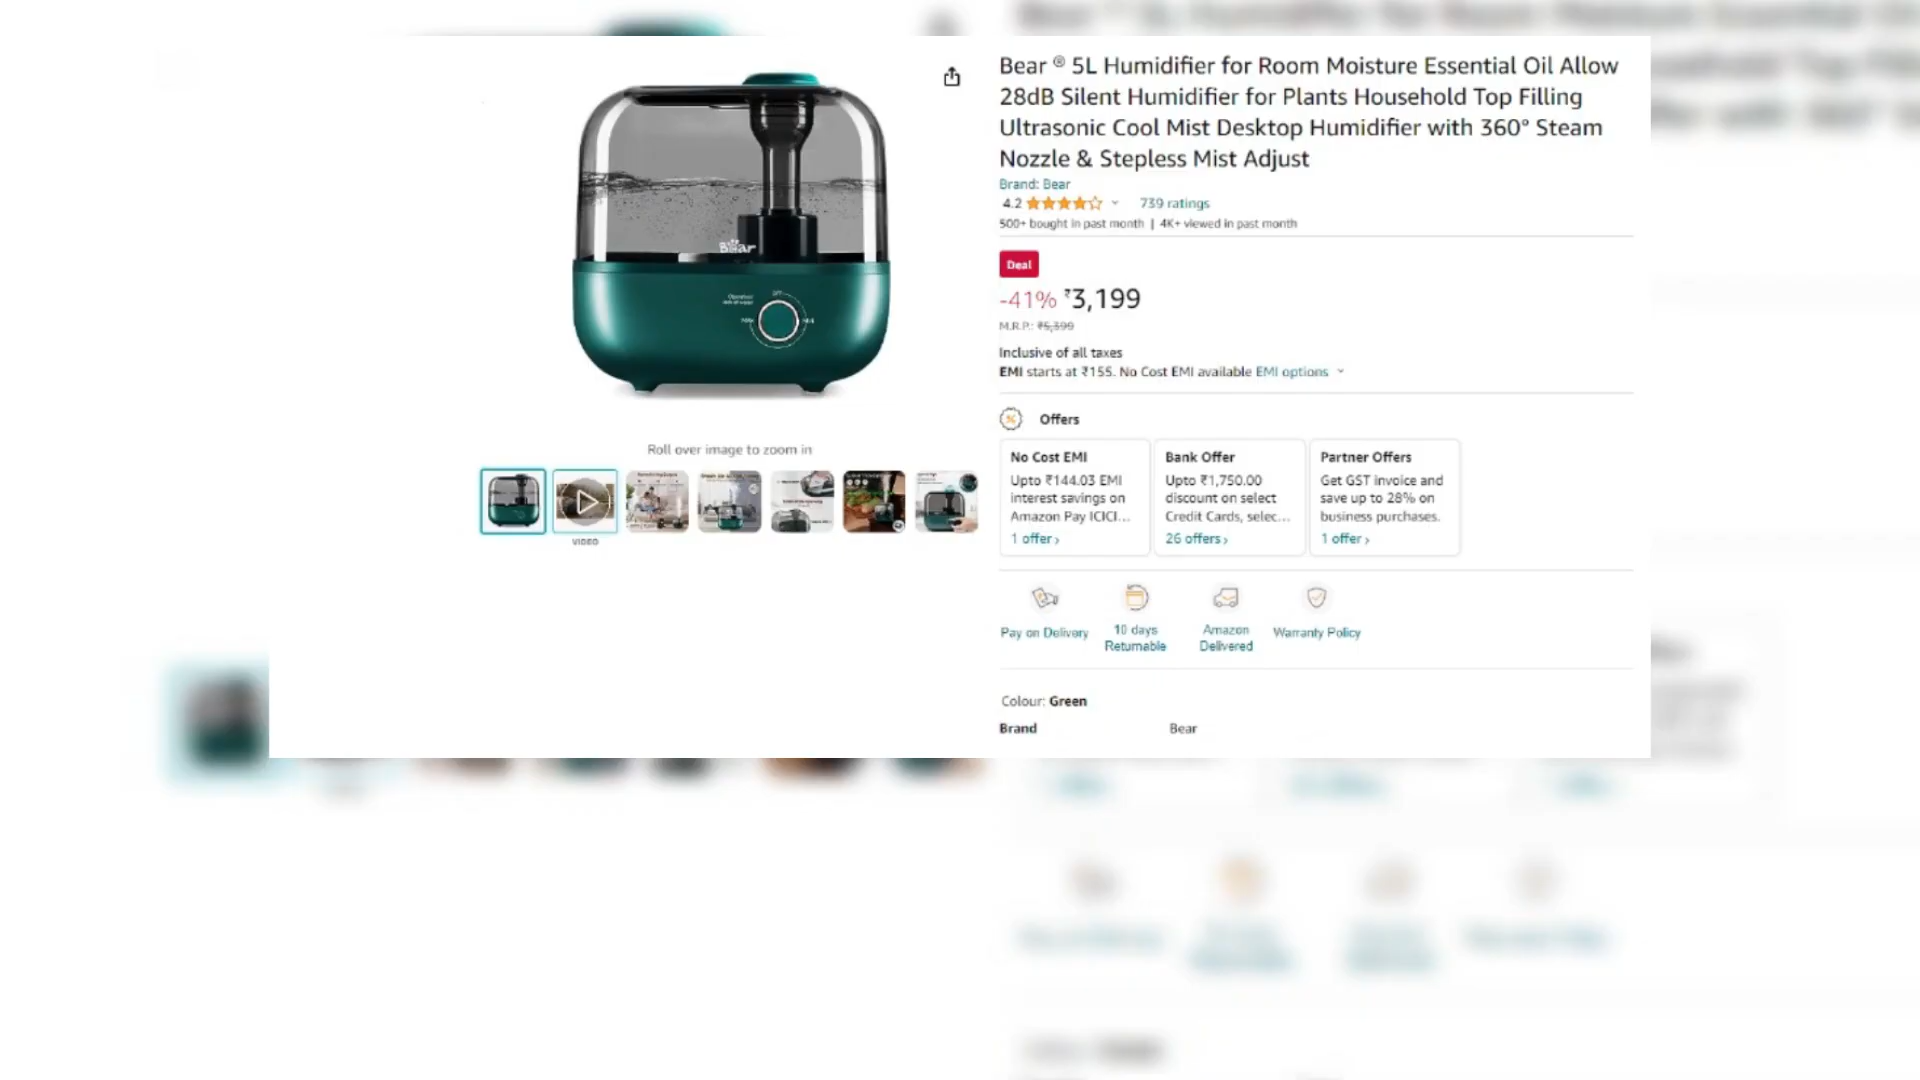 Bear ® 5L Humidifier for Room Moisture Essential Oil Allow
28dB Silent Humidifier for Plants Household Top Filling
Ultrasonic Cool Mist Desktop Humidifier with 360° Steam
Nozzle & Stepless Mist Adjust
Brand: Bear
4.2
739 ratings
500+ bought in past month | 4K+ viewed in past month
Deal
-41% ₹3,199
M.R.P.: ₹5,399
Inclusive of all taxes
EMI starts at ₹155. No Cost EMI available EMI options
Offers
No Cost EMI
Upto ₹144.03 EMI
interest savings on
Amazon Pay ICICI...
1 offer ›
Bank Offer
Upto ₹1,750.00
discount on select
Credit Cards, selec...
26 offers ›
Partner Offers
Get GST invoice and
save up to 28% on
business purchases.
1 offer ›
Pay on Delivery
10 days
Returnable
Amazon
Delivered
Warranty Policy
Colour: Green
Brand Bear
Bear
Roll over image to zoom in
VIDEO